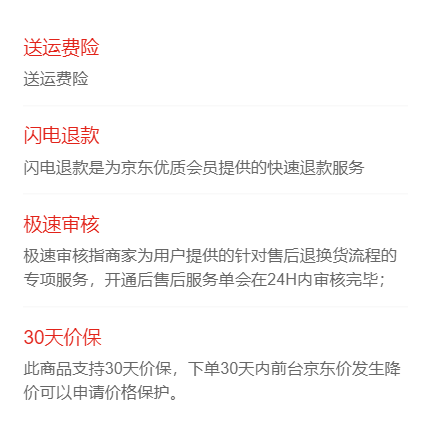 送运费险
送运费险
闪电退款
闪电退款是为京东优质会员提供的快速退款服务
极速审核
极速审核指商家为用户提供的针对售后退换货流程的
专项服务，开通后售后服务单会在24H内审核完毕；
30天价保
此商品支持30天价保，下单30天内前台京东价发生降
价可以申请价格保护。